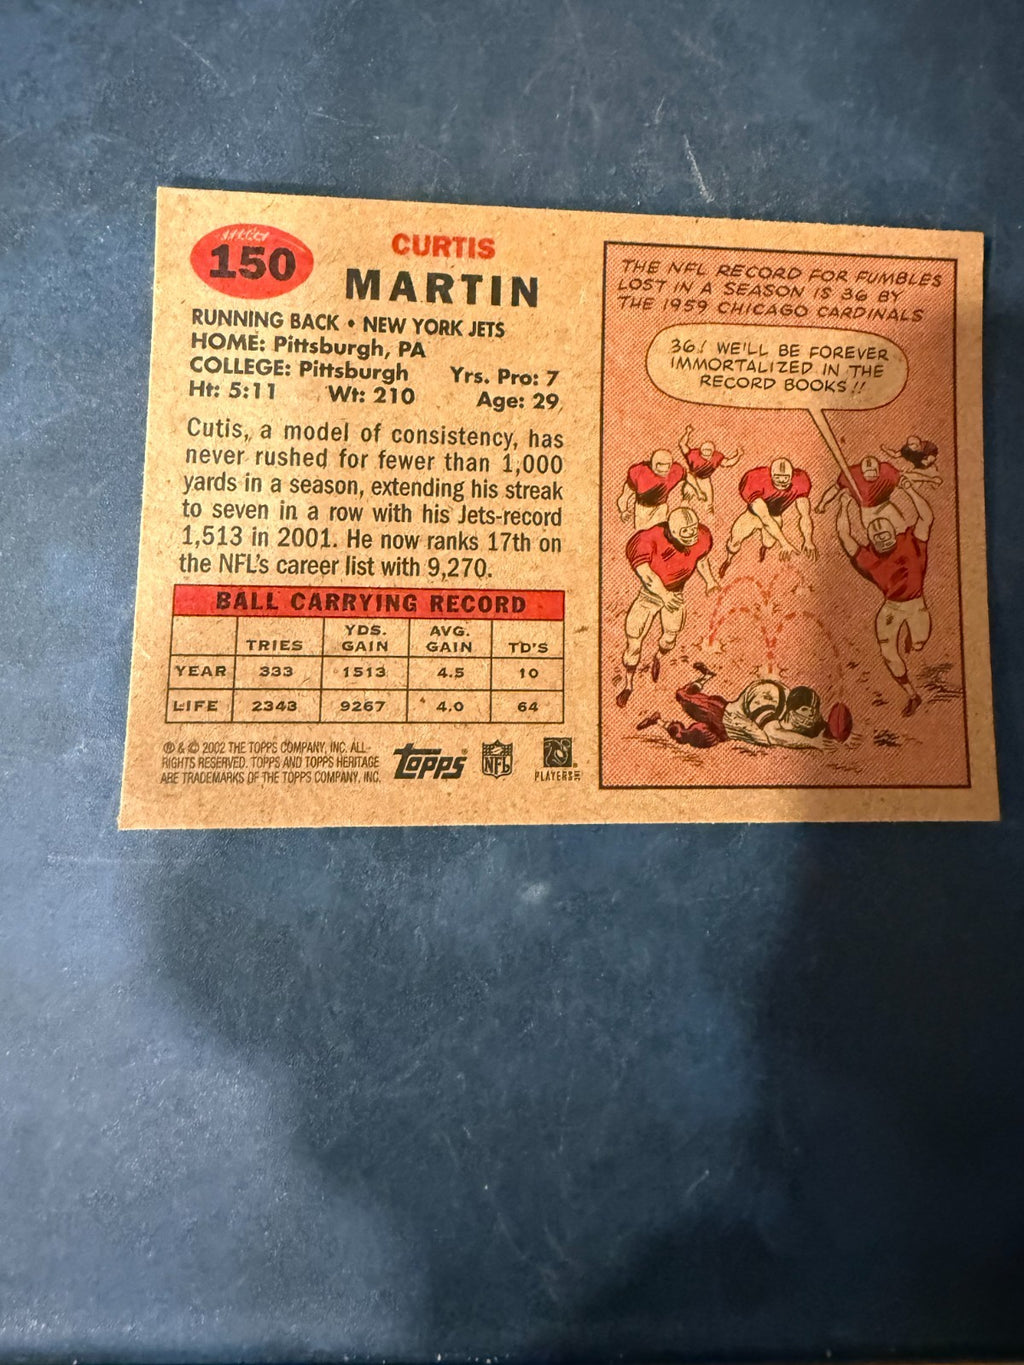 150
CURTIS
MARTIN
RUNNING BACK • NEW YORK JETS
HOME: Pittsburgh, PA
COLLEGE: Pittsburgh Yrs. Pro: 7
Ht: 5:11 Wt: 210 Age: 29
Cutis, a model of consistency, has
never rushed for fewer than 1,000
yards in a season, extending his streak
to seven in a row with his Jets-record
1,513 in 2001. He now ranks 17th on
the NFL's career list with 9,270.
BALL CARRYING RECORD
TRIES YDS. GAIN AVG. GAIN TD'S
YEAR 333 1513 4.5 10
LIFE 2343 9267 4.0 64
® & © 2002 THE TOPPS COMPANY, INC. ALL
RIGHTS RESERVED. TOPPS AND TOPPS HERITAGE
ARE TRADEMARKS OF THE TOPPS COMPANY, INC.
Topps
NFL
PLAYERS
THE NFL RECORD FOR FUMBLES
LOST IN A SEASON IS 36 BY
THE 1959 CHICAGO CARDINALS
36! WE'LL BE FOREVER
IMMORTALIZED IN THE
RECORD BOOKS!!